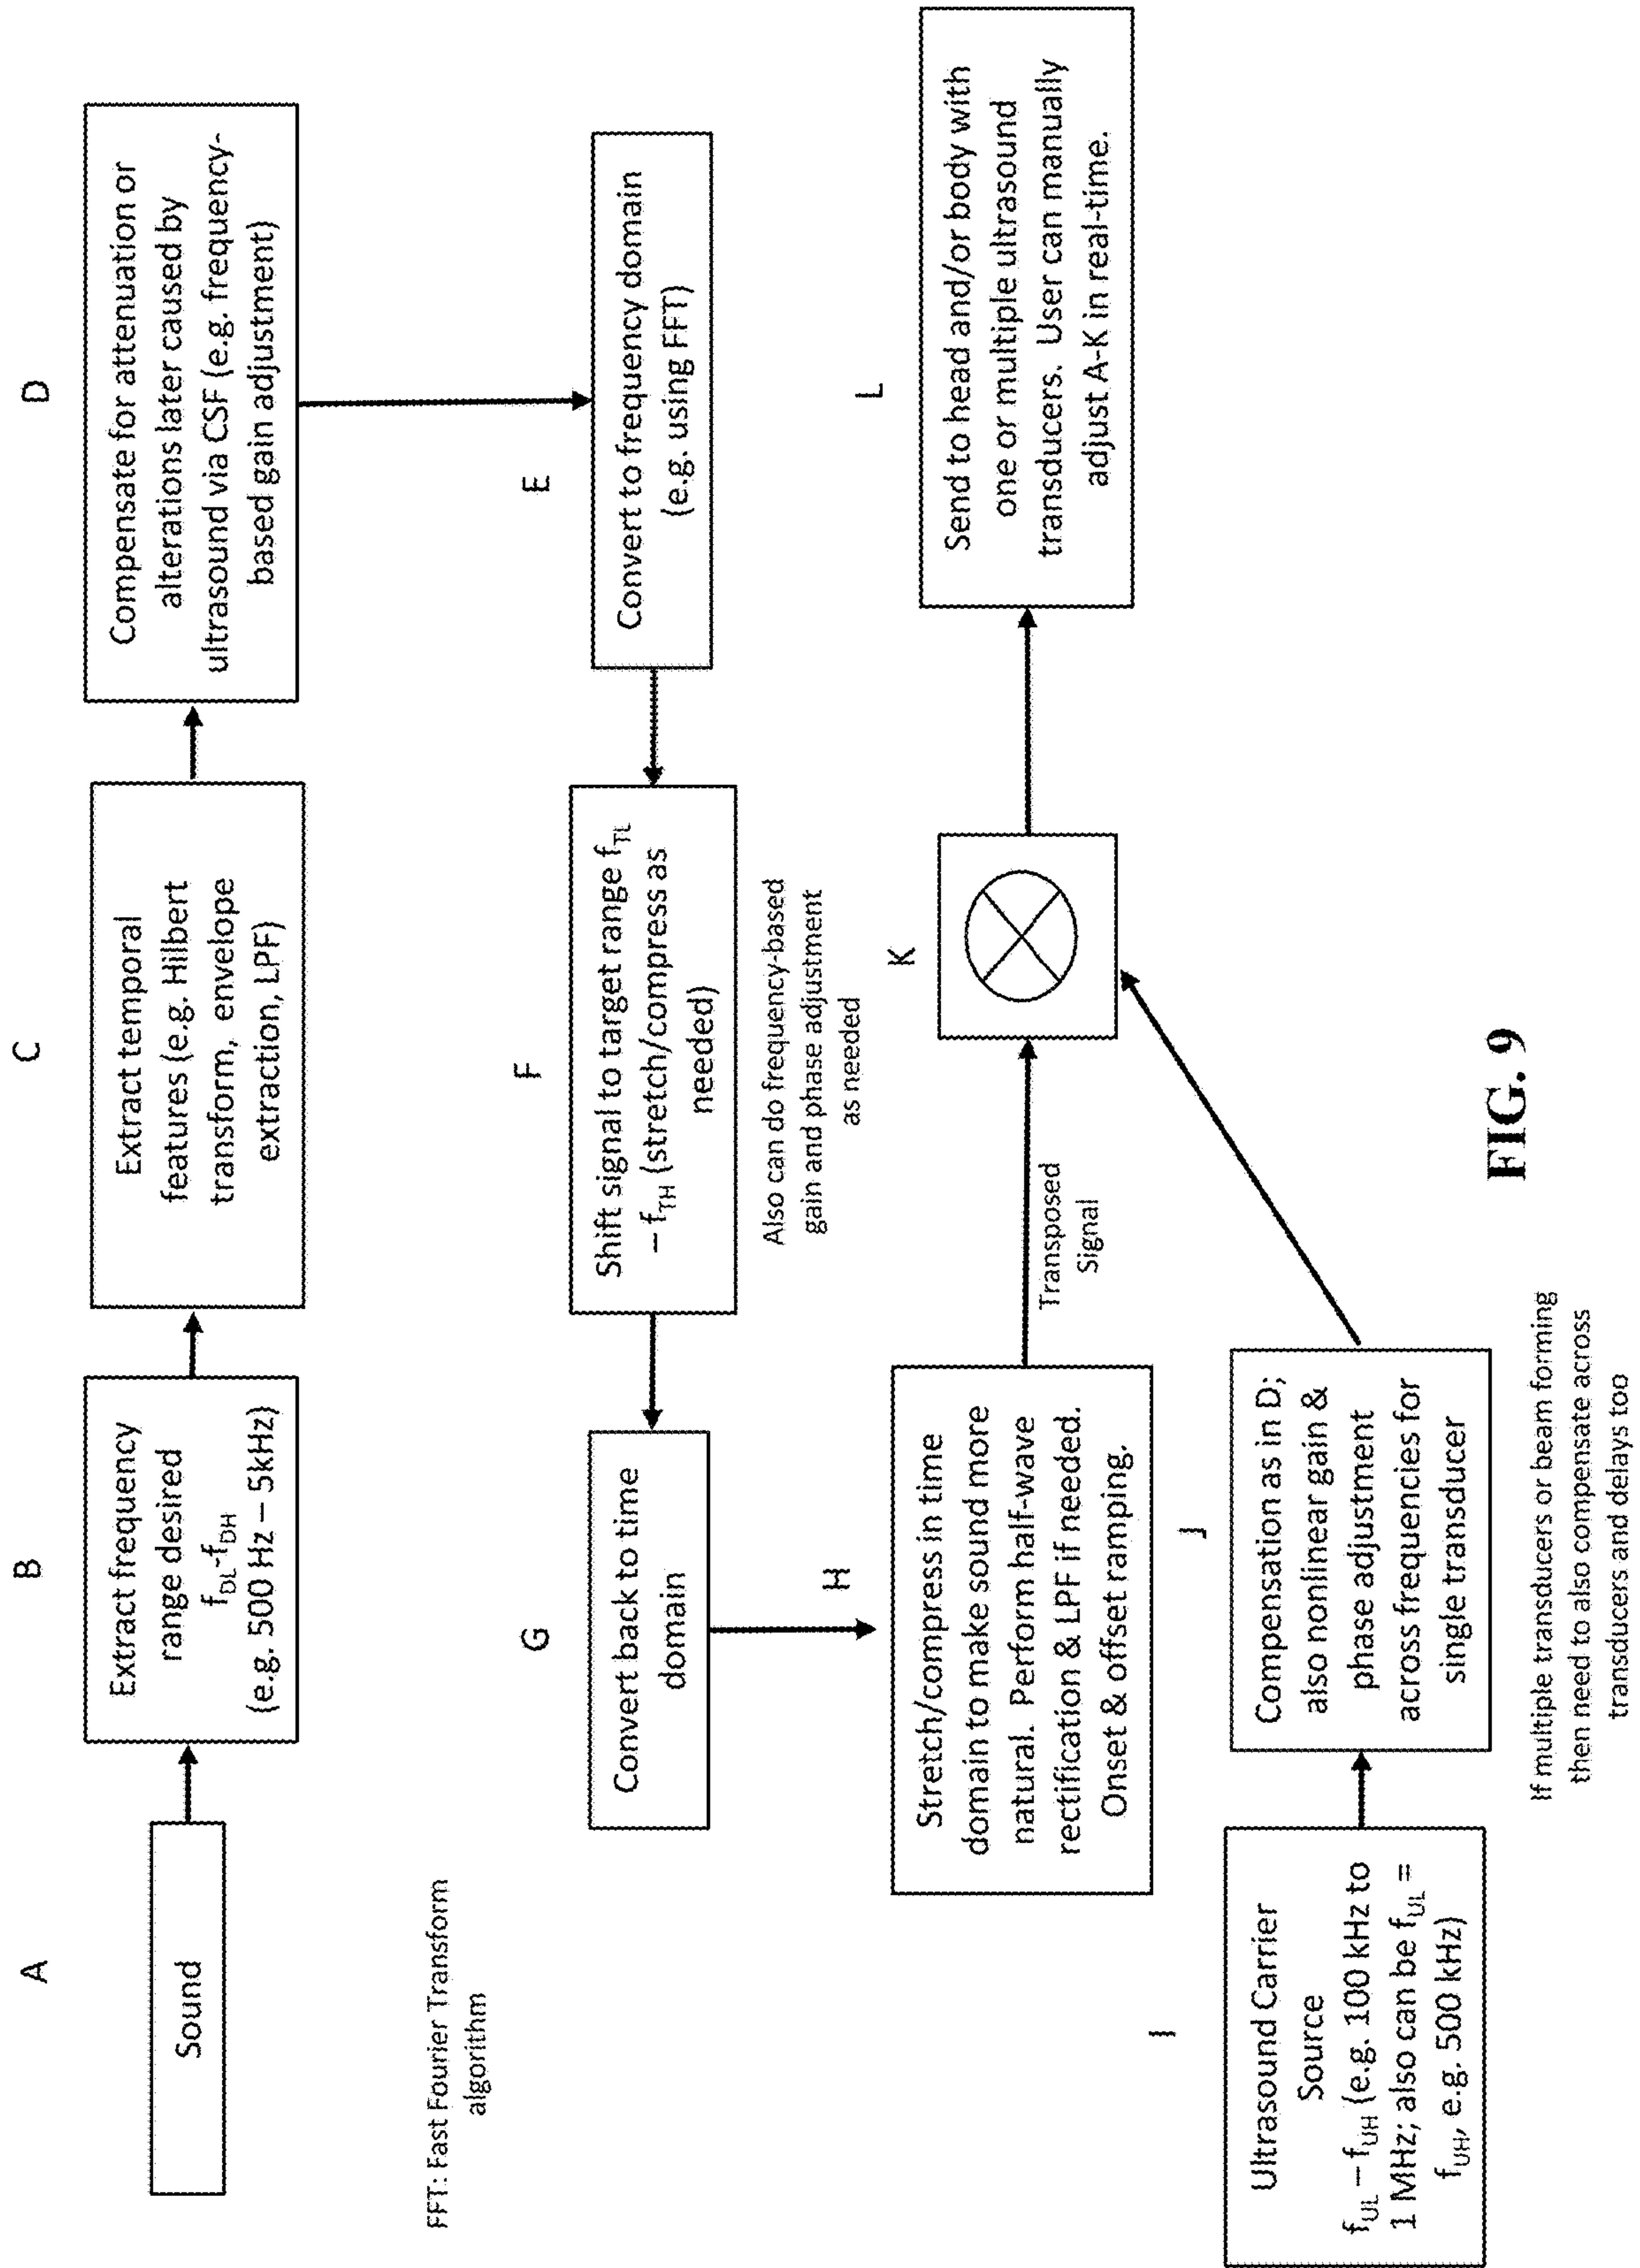 A
Sound
B
Extract frequency
range desired
f_DL-f_DH
(e.g. 500 Hz – 5kHz)
C
Extract temporal
features (e.g. Hilbert
transform, envelope
extraction, LPF)
D
Compensate for attenuation or
alterations later caused by
ultrasound via CSF (e.g. frequency-
based gain adjustment)
FFT: Fast Fourier Transform
algorithm
E
Convert to frequency domain
(e.g. using FFT)
F
Shift signal to target range f_TL
– f_TH (stretch/compress as
needed)
Also can do frequency-based
gain and phase adjustment
as needed
G
Convert back to time
domain
H
Stretch/compress in time
domain to make sound more
natural. Perform half-wave
rectification & LPF if needed.
Onset & offset ramping.
Transposed
Signal
I
Ultrasound Carrier
Source
f_UL – f_UH (e.g. 100 kHz to
1 MHz; also can be f_UL =
f_UH, e.g. 500 kHz)
J
Compensation as in D;
also nonlinear gain &
phase adjustment
across frequencies for
single transducer
If multiple transducers or beam forming
then need to also compensate across
transducers and delays too
K
L
Send to head and/or body with
one or multiple ultrasound
transducers. User can manually
adjust A-K in real-time.
FIG. 9